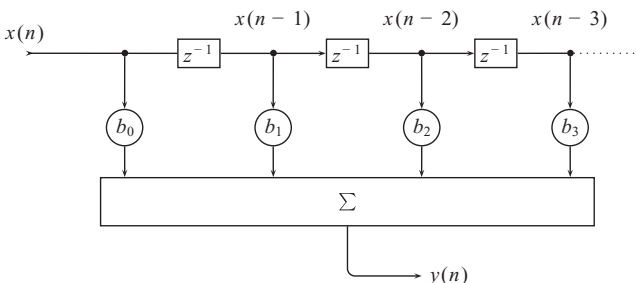 x(n) x(n − 1) x(n − 2) x(n − 3)
z⁻¹ z⁻¹ z⁻¹
b₀ b₁ b₂ b₃
Σ
y(n)